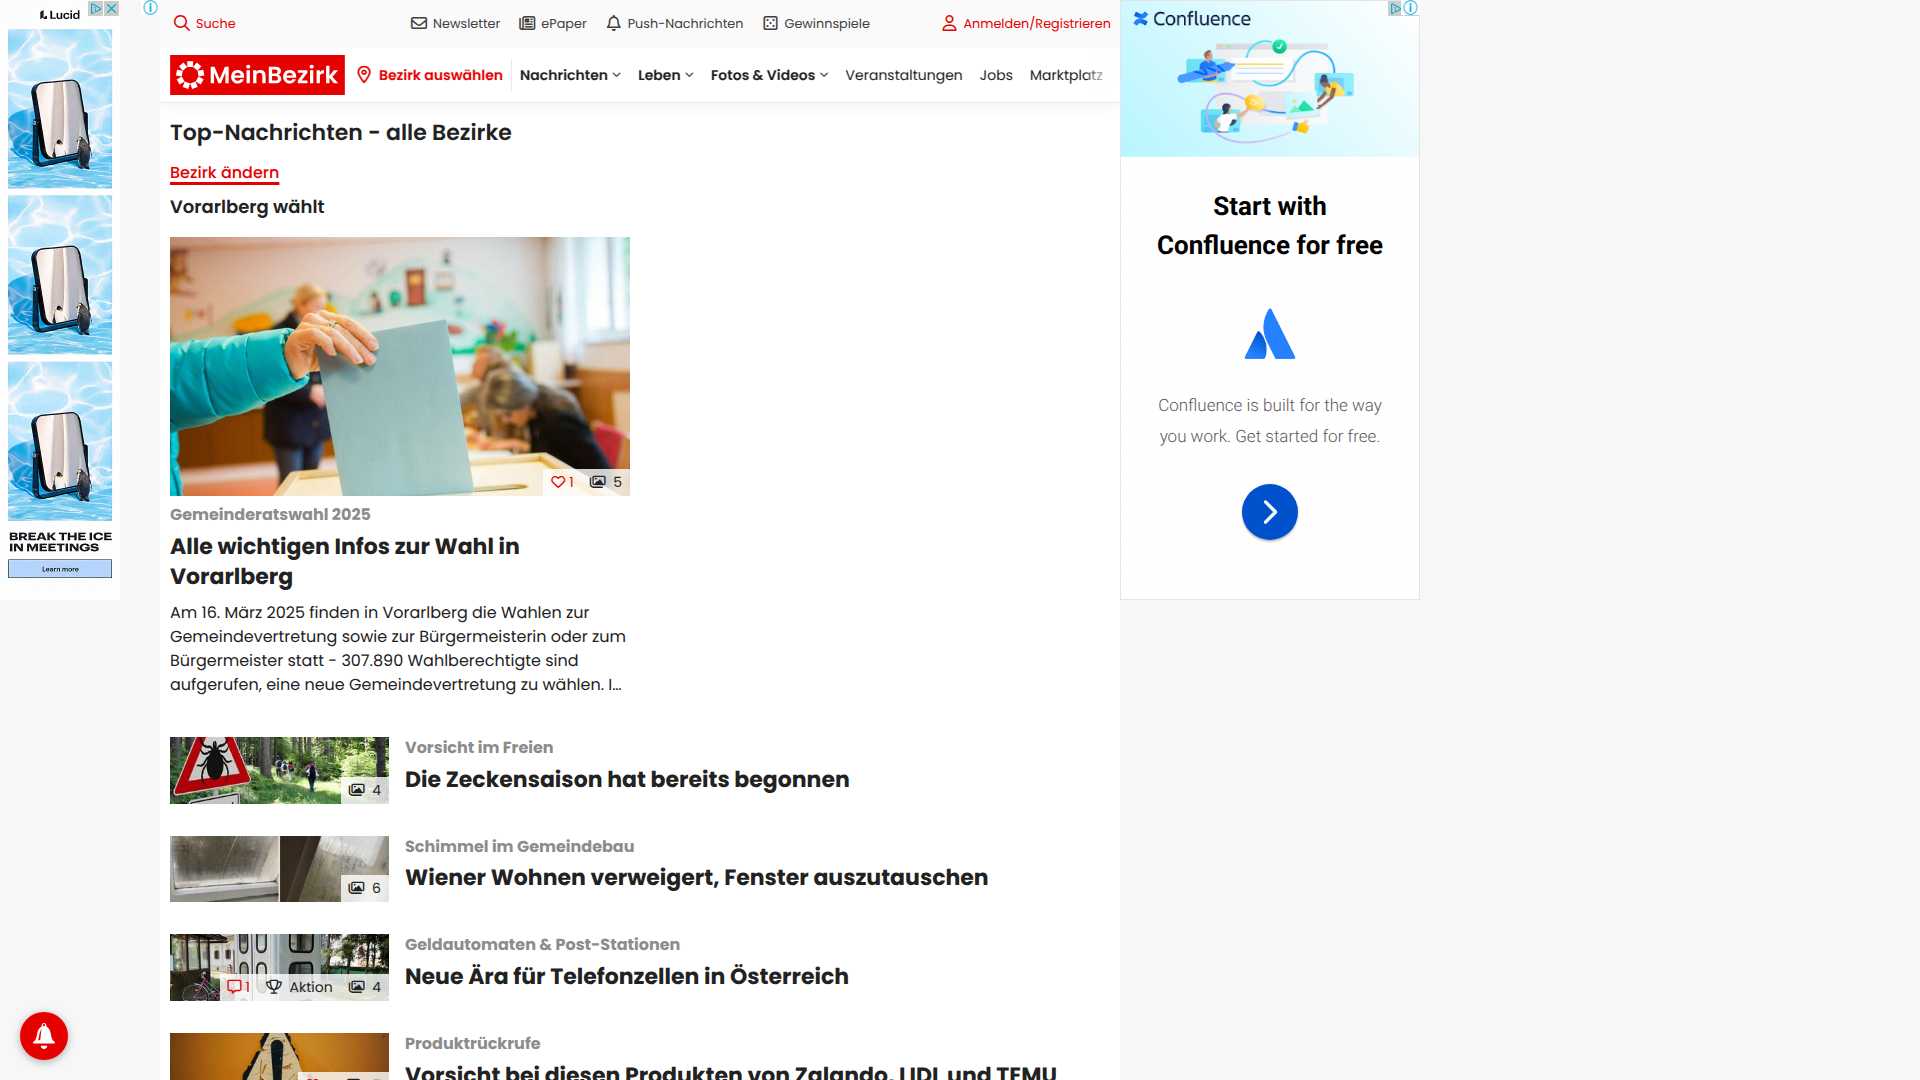 Lucid
Suche
Newsletter
ePaper
Push-Nachrichten
Gewinnspiele
Anmelden/Registrieren
MeinBezirk
Bezirk auswählen
Nachrichten
Leben
Fotos & Videos
Veranstaltungen
Jobs
Marktplatz
Top-Nachrichten - alle Bezirke
Bezirk ändern
Vorarlberg wählt
1
5
Gemeinderatswahl 2025
Alle wichtigen Infos zur Wahl in
Vorarlberg
Am 16. März 2025 finden in Vorarlberg die Wahlen zur
Gemeindevertretung sowie zur Bürgermeisterin oder zum
Bürgermeister statt - 307.890 Wahlberechtigte sind
aufgerufen, eine neue Gemeindevertretung zu wählen. I...
4
Vorsicht im Freien
Die Zeckensaison hat bereits begonnen
6
Schimmel im Gemeindebau
Wiener Wohnen verweigert, Fenster auszutauschen
1
Aktion
4
Geldautomaten & Post-Stationen
Neue Ära für Telefonzellen in Österreich
Produktrückrufe
Vorsicht bei diesen Produkten von Zalando, LIDL und TEMU
BREAK THE ICE
IN MEETINGS
Learn more
Confluence
Start with
Confluence for free
Confluence is built for the way
you work. Get started for free.